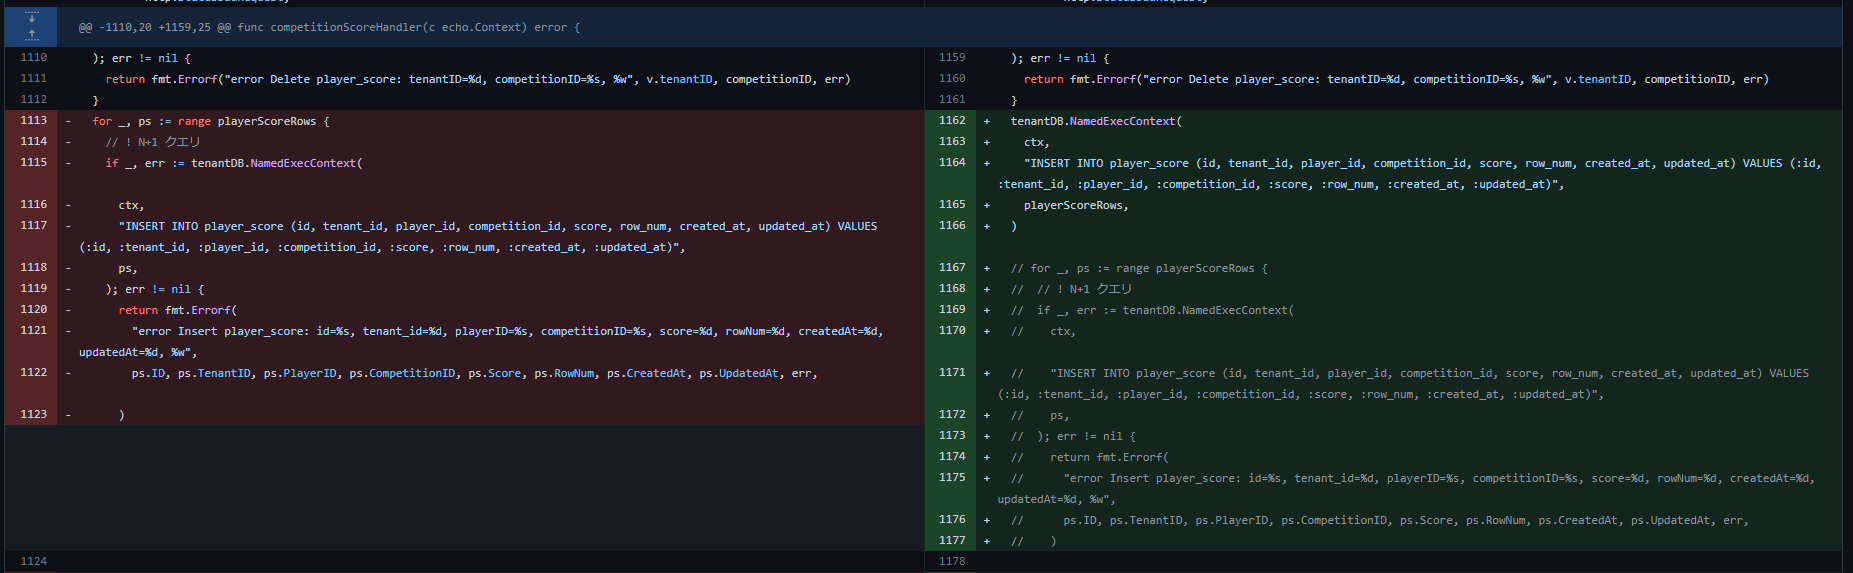 @@ -1110,20 +1159,25 @@ func competitionScoreHandler(c echo.Context) error {
1110 ); err != nil {
1111 return fmt.Errorf("error Delete player_score: tenantID=%d, competitionID=%s, %w", v.tenantID, competitionID, err)
1112 }
1113 - for _, ps := range playerScoreRows {
1114 - // ! N+1 クエリ
1115 - if _, err := tenantDB.NamedExecContext(
1116 - ctx,
1117 - "INSERT INTO player_score (id, tenant_id, player_id, competition_id, score, row_num, created_at, updated_at) VALUES
(:id, :tenant_id, :player_id, :competition_id, :score, :row_num, :created_at, :updated_at)",
1118 - ps,
1119 - ); err != nil {
1120 - return fmt.Errorf(
1121 - "error Insert player_score: id=%s, tenant_id=%d, playerID=%s, competitionID=%s, score=%d, rowNum=%d, createdAt=%d,
updatedAt=%d, %w",
1122 - ps.ID, ps.TenantID, ps.PlayerID, ps.CompetitionID, ps.Score, ps.RowNum, ps.CreatedAt, ps.UpdatedAt, err,
1123 - )
1124
1159 ); err != nil {
1160 return fmt.Errorf("error Delete player_score: tenantID=%d, competitionID=%s, %w", v.tenantID, competitionID, err)
1161 }
1162 + tenantDB.NamedExecContext(
1163 + ctx,
1164 + "INSERT INTO player_score (id, tenant_id, player_id, competition_id, score, row_num, created_at, updated_at) VALUES (:id,
:tenant_id, :player_id, :competition_id, :score, :row_num, :created_at, :updated_at)",
1165 + playerScoreRows,
1166 + )
1167 + // for _, ps := range playerScoreRows {
1168 + // // ! N+1 クエリ
1169 + // if _, err := tenantDB.NamedExecContext(
1170 + // ctx,
1171 + // "INSERT INTO player_score (id, tenant_id, player_id, competition_id, score, row_num, created_at, updated_at) VALUES
(:id, :tenant_id, :player_id, :competition_id, :score, :row_num, :created_at, :updated_at)",
1172 + // ps,
1173 + // ); err != nil {
1174 + // return fmt.Errorf(
1175 + // "error Insert player_score: id=%s, tenant_id=%d, playerID=%s, competitionID=%s, score=%d, rowNum=%d, createdAt=%d,
updatedAt=%d, %w",
1176 + // ps.ID, ps.TenantID, ps.PlayerID, ps.CompetitionID, ps.Score, ps.RowNum, ps.CreatedAt, ps.UpdatedAt, err,
1177 + // )
1178